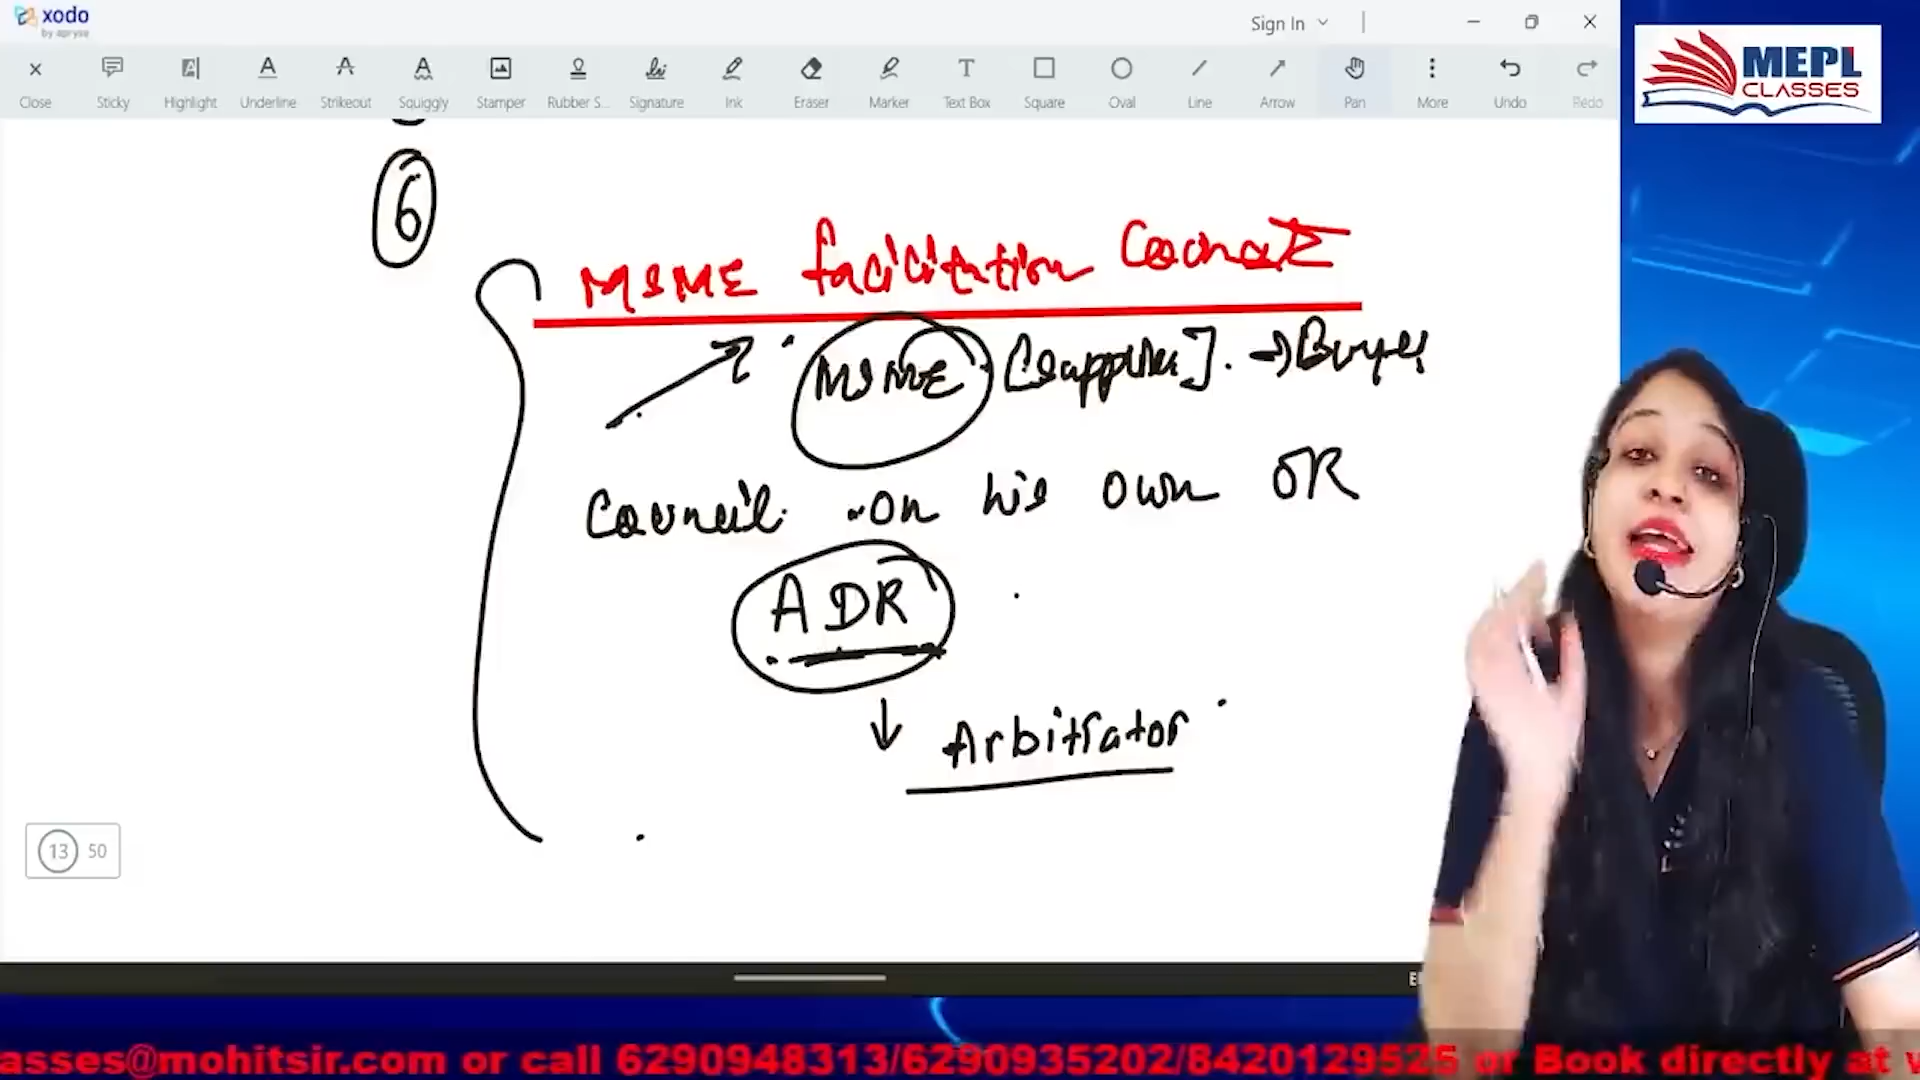 xodo
by apryse
Sign In
Close Sticky Highlight Underline Strikeout Squiggly Stamper Rubber S... Signature Ink Eraser Marker Text Box Square Oval Line Arrow Pan More Undo Redo
MEPL
CLASSES
6
MSME facilitation
MSME [Supplier] → Buyer
Council on his own OR
ADR
↓ Arbitrator
13 50
asses@mohitsir.com or call 6290948313/6290935202/8420129525 or Book directly at